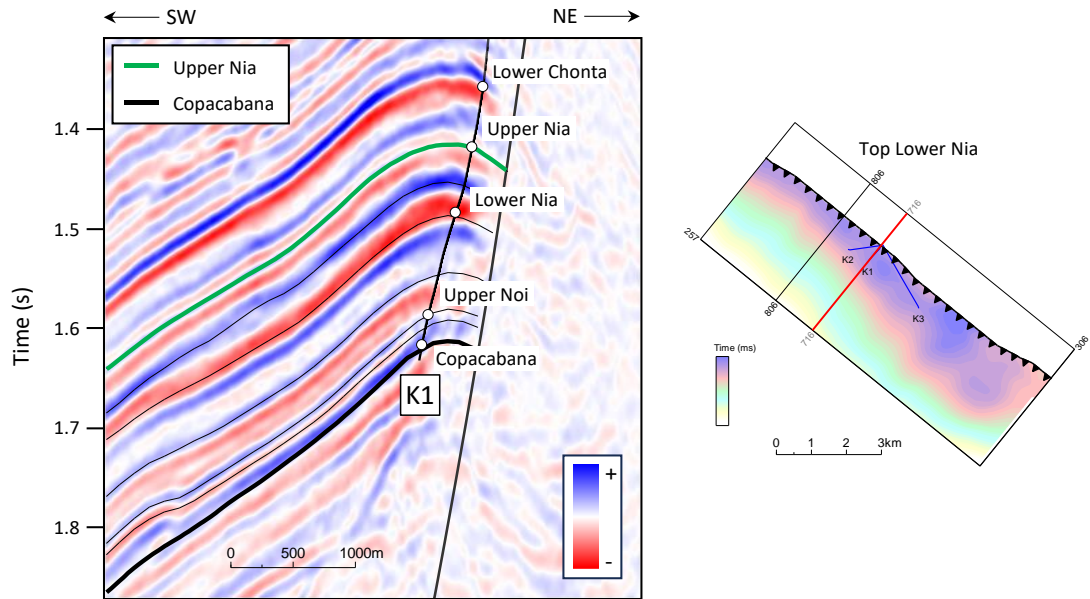 SW
NE
Upper Nia
Copacabana
Lower Chonta
Upper Nia
Lower Nia
Upper Noi
Copacabana
K1
Time (s)
1.4
1.5
1.6
1.7
1.8
0 500 1000m
+
-
Top Lower Nia
806
716
257
K2
K1
K3
806
716
306
Time (ms)
0 1 2 3km